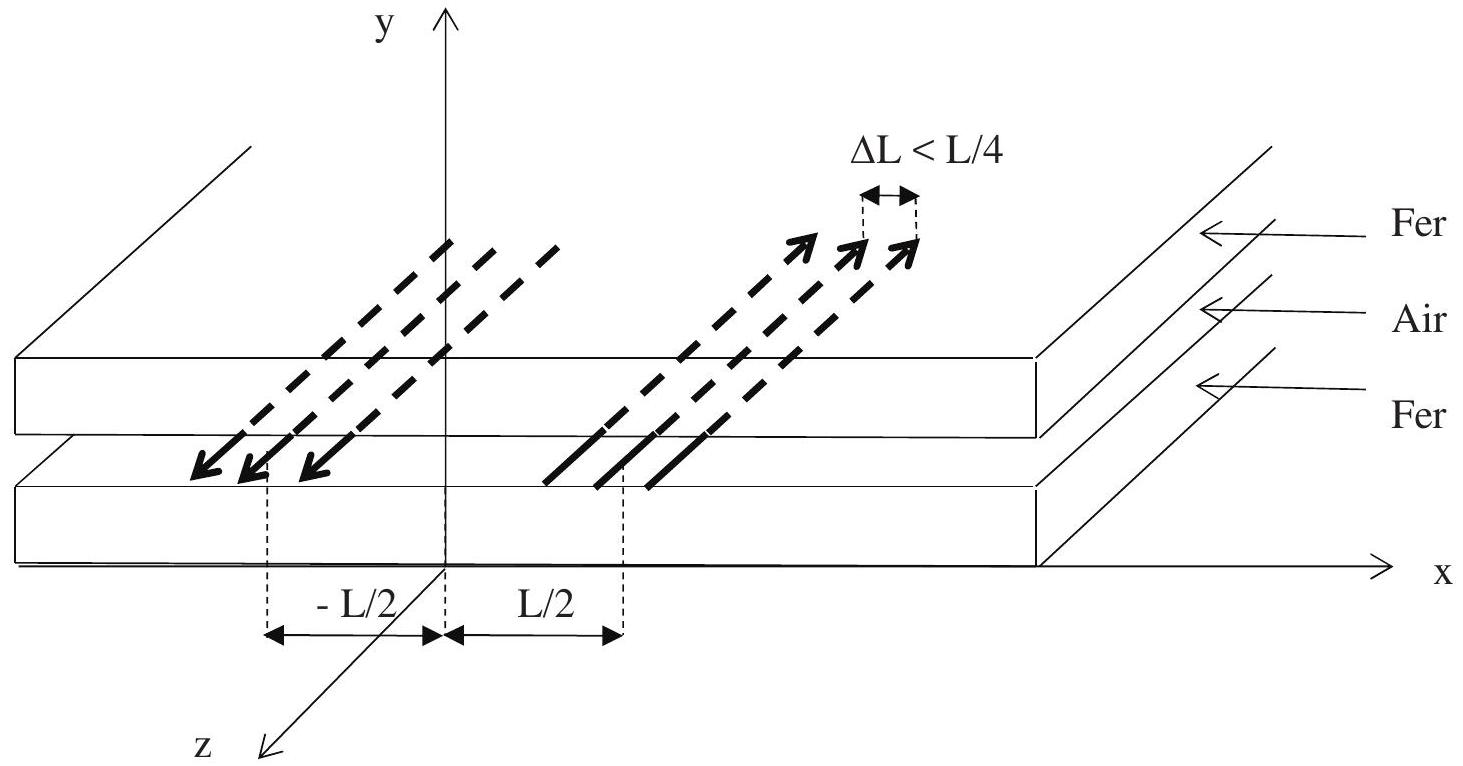 y
ΔL < L/4
Fer
Air
Fer
x
- L/2
L/2
z